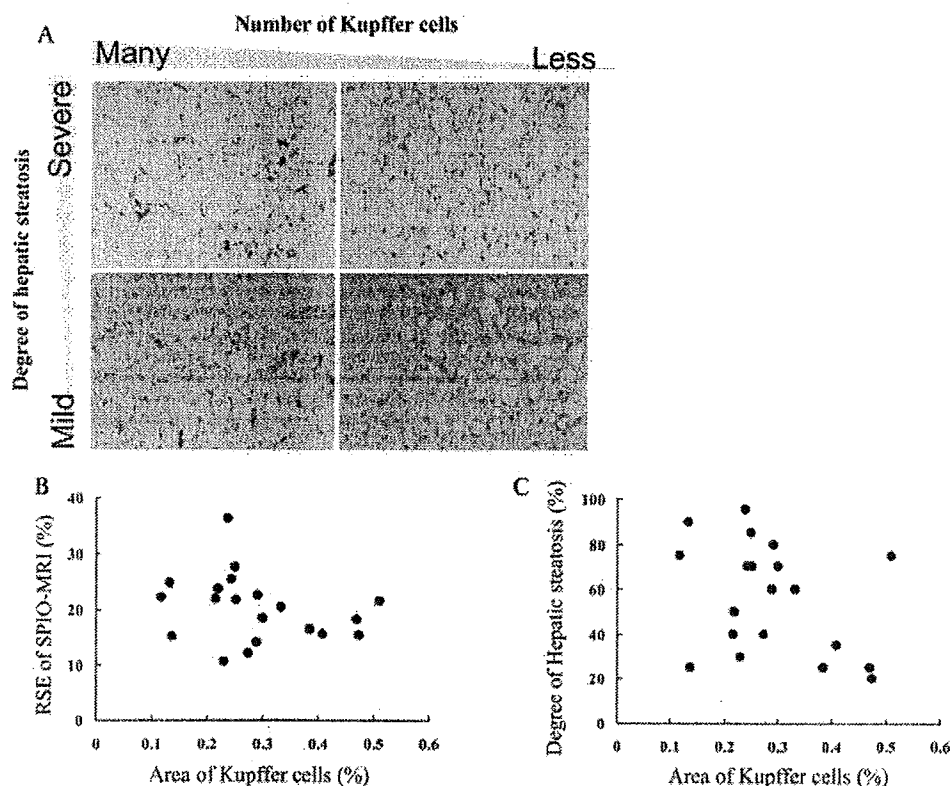 Number of Kupffer cells
A
Many
Less
Degree of hepatic steatosis
Severe
Mild
B
RSE of SPIO-MRI (%)
40
30
20
10
0
0 0.1 0.2 0.3 0.4 0.5 0.6
Area of Kupffer cells (%)
C
Degree of Hepatic steatosis (%)
100
80
60
40
20
0
0 0.1 0.2 0.3 0.4 0.5 0.6
Area of Kupffer cells (%)